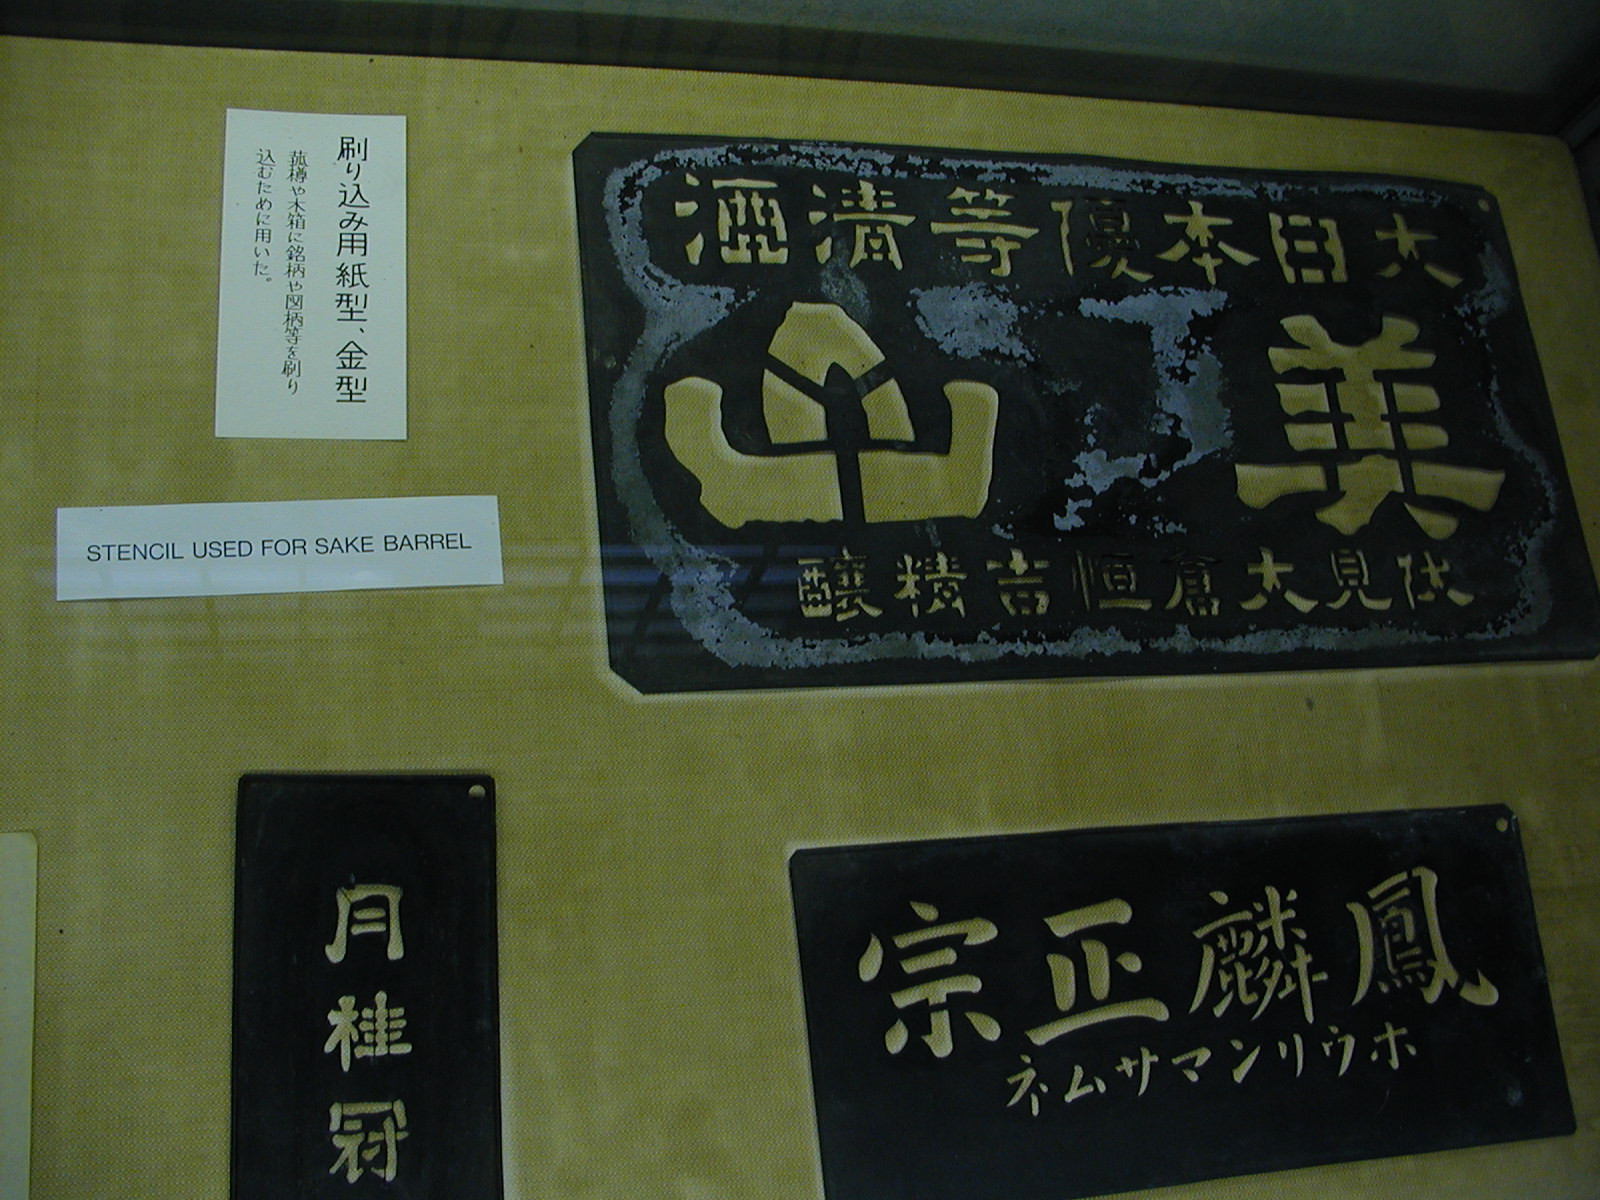 刷り込み用紙型、金型
菰樽や木箱に銘柄や図柄等を刷り
込むために用いた。
STENCIL USED FOR SAKE BARREL
大日本優等清酒
美
伏見大倉恒吉精醸
月桂冠
鳳麟正宗
ホウリンマサムネ